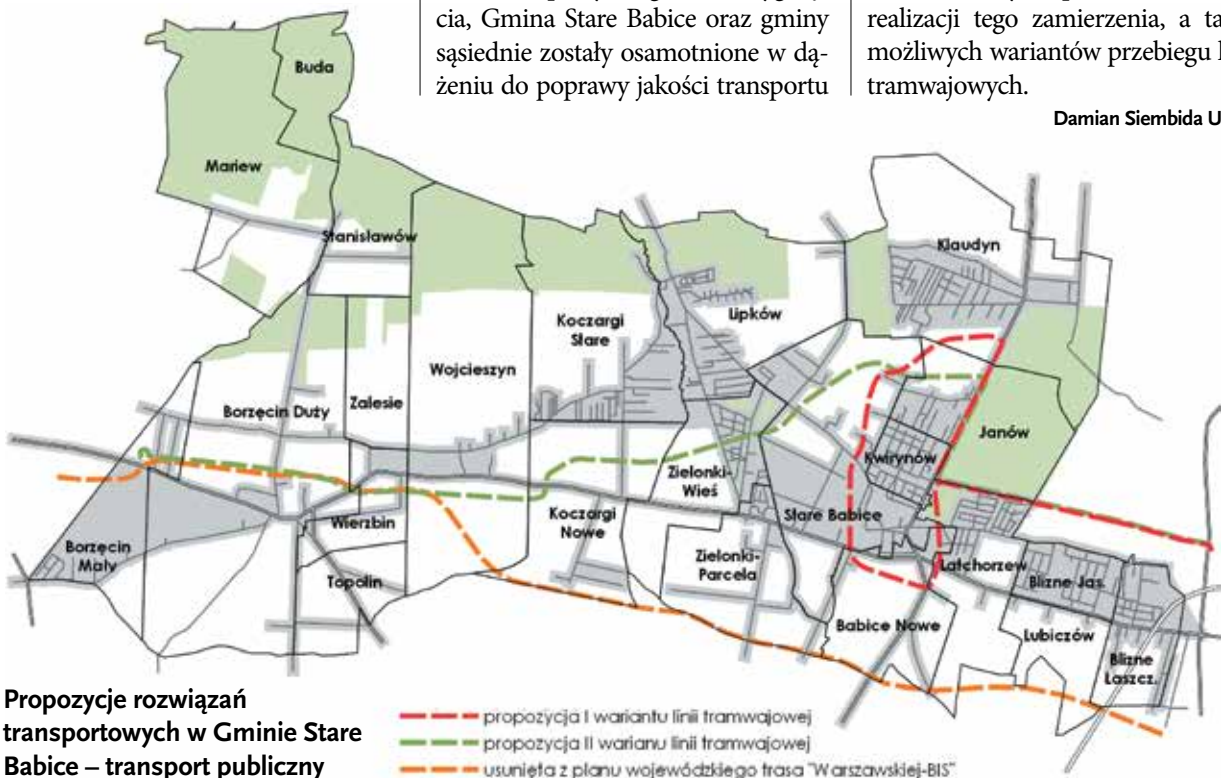 cia, Gmina Stare Babice oraz gminy
sąsiednie zostały osamotnione w dą-
żeniu do poprawy jakości transportu
realizacji tego zamierzenia, a ta
możliwych wariantów przebiegu l
tramwajowych.
Damian Siembida U
Buda
Mariew
Stanisławów
Klaudyn
Lipków
Koczargi
Stare
Wojcieszyn
Zalesie
Borzęcin Duży
Janów
Kwirynów
Zielonki-
Wieś
Stare Babice
Koczargi
Nowe
Wierzbin
Borzęcin
Mały
Zielonki-
Parcela
Latchorzew
Blizne Jas.
Topolin
Babice Nowe
Lubiczów
Blizne
Łaszcz.
Propozycje rozwiązań
transportowych w Gminie Stare
Babice – transport publiczny
propozycja I wariantu linii tramwajowej
propozycja II warianu linii tramwajowej
usunięta z planu wojewódzkiego trasa "Warszawskiej-BIS"